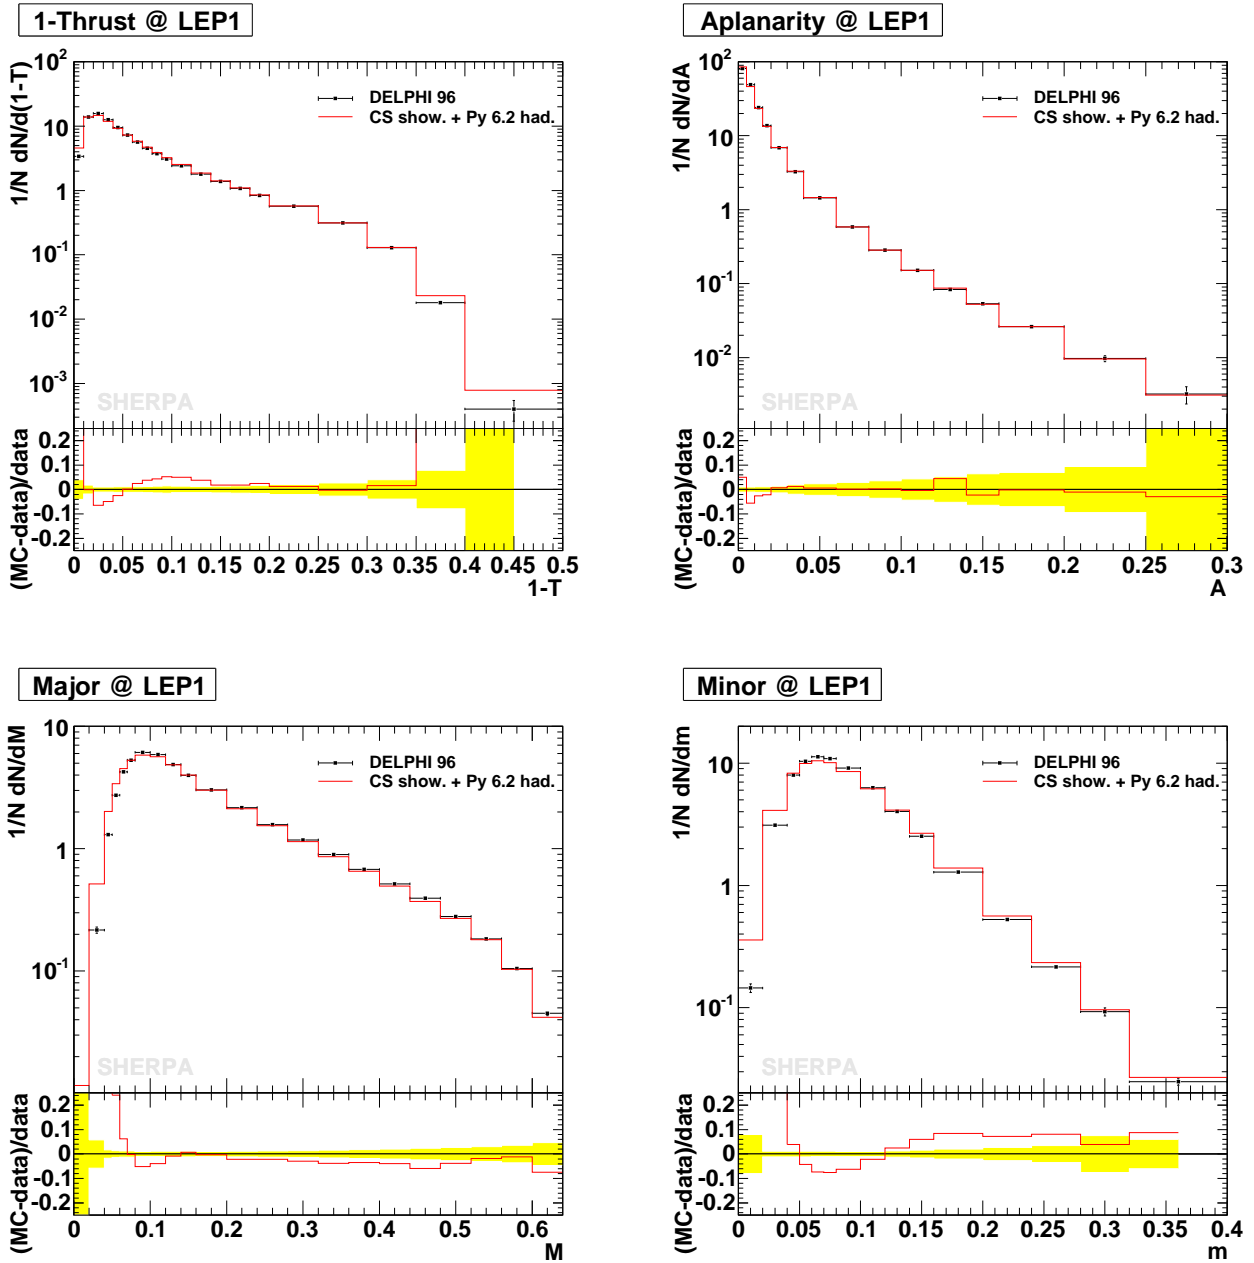 1-Thrust @ LEP1
1/N dN/d(1-T)
10^2
10
1
10^-1
10^-2
10^-3
DELPHI 96
CS show. + Py 6.2 had.
SHERPA
(MC-data)/data
0.2
0.1
0
-0.1
-0.2
0 0.05 0.1 0.15 0.2 0.25 0.3 0.35 0.4 0.45 0.5
1-T
Aplanarity @ LEP1
1/N dN/dA
10^2
10
1
10^-1
10^-2
DELPHI 96
CS show. + Py 6.2 had.
SHERPA
(MC-data)/data
0.2
0.1
0
-0.1
-0.2
0 0.05 0.1 0.15 0.2 0.25 0.3
A
Major @ LEP1
1/N dN/dM
10
1
10^-1
DELPHI 96
CS show. + Py 6.2 had.
SHERPA
(MC-data)/data
0.2
0.1
0
-0.1
-0.2
0 0.1 0.2 0.3 0.4 0.5 0.6
M
Minor @ LEP1
1/N dN/dm
10
1
10^-1
DELPHI 96
CS show. + Py 6.2 had.
SHERPA
(MC-data)/data
0.2
0.1
0
-0.1
-0.2
0 0.05 0.1 0.15 0.2 0.25 0.3 0.35 0.4
m